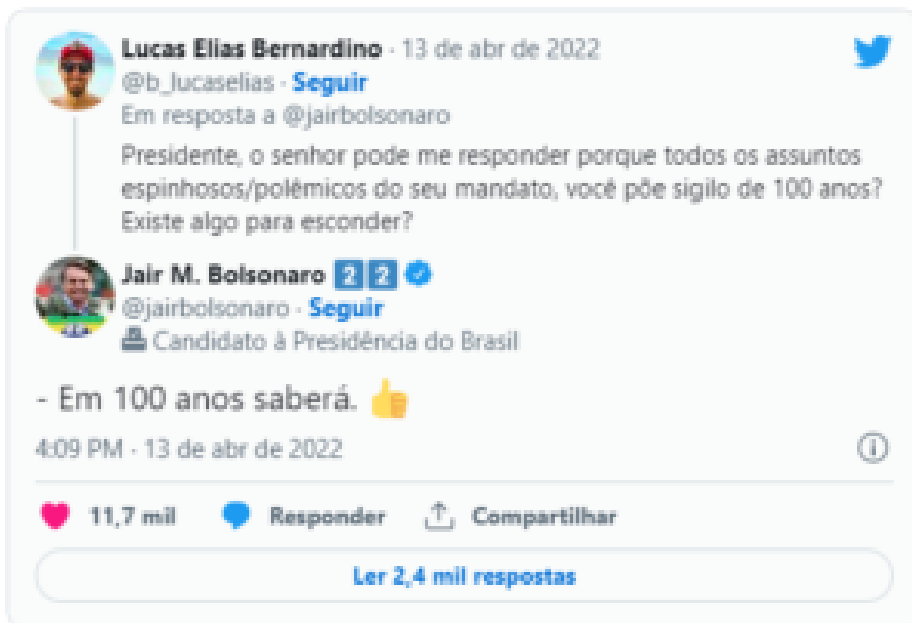 Lucas Elias Bernardino · 13 de abr de 2022
@b_lucaselias · Seguir
Em resposta a @jairbolsonaro
Presidente, o senhor pode me responder porque todos os assuntos
espinhosos/polêmicos do seu mandato, você põe sigilo de 100 anos?
Existe algo para esconder?
Jair M. Bolsonaro 2️⃣2️⃣
@jairbolsonaro · Seguir
Candidato à Presidência do Brasil
- Em 100 anos saberá. 👍
4:09 PM · 13 de abr de 2022
11,7 mil Responder Compartilhar
Ler 2,4 mil respostas